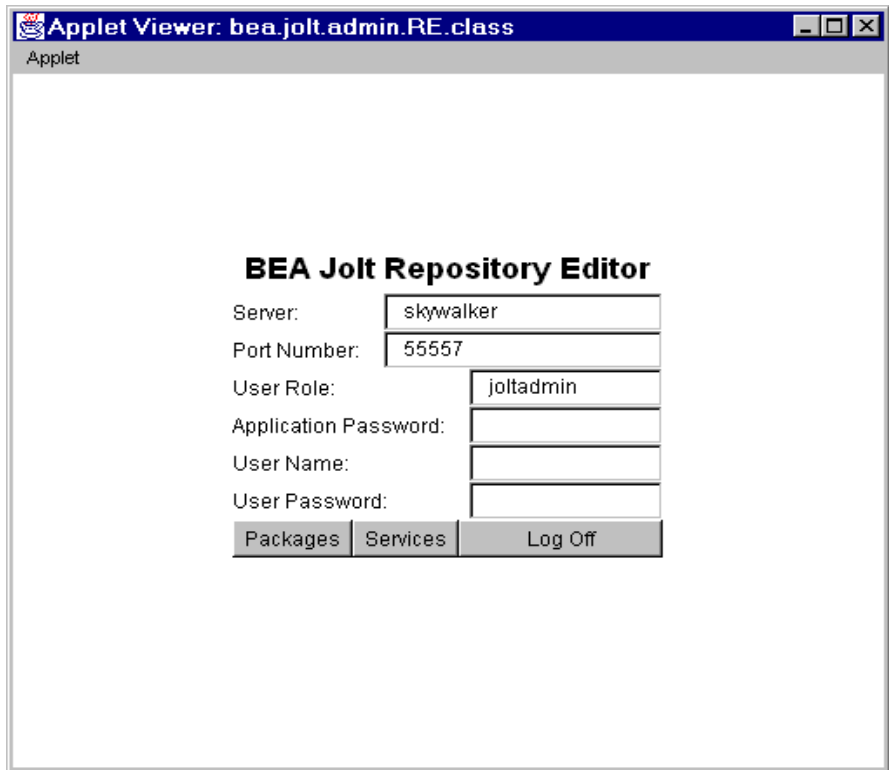 Applet Viewer: bea.jolt.admin.RE.class
Applet
BEA Jolt Repository Editor
Server: skywalker
Port Number: 55557
User Role: joltadmin
Application Password:
User Name:
User Password:
Packages Services Log Off